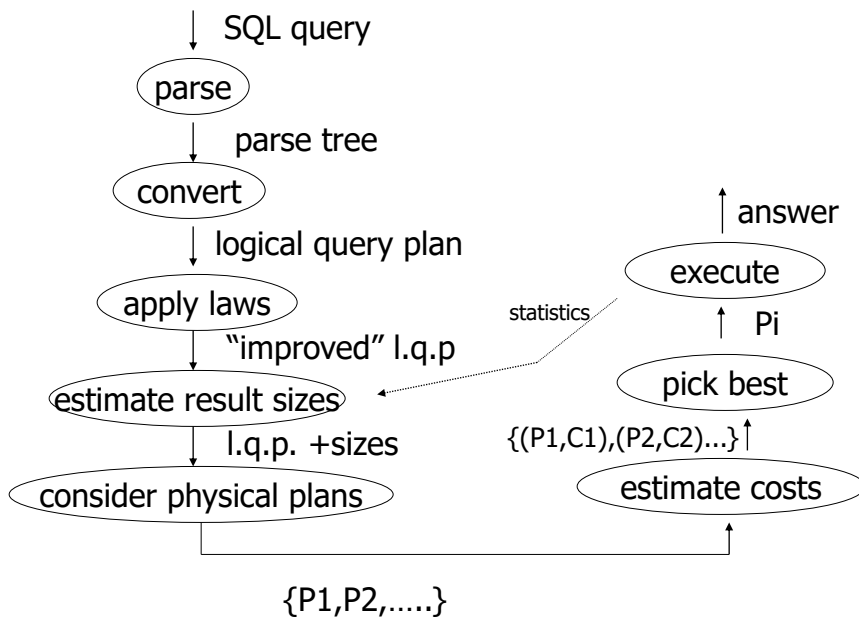 SQL query
parse
parse tree
convert
logical query plan
apply laws
“improved” l.q.p
estimate result sizes
l.q.p. +sizes
consider physical plans
{P1,P2,…..}
estimate costs
{(P1,C1),(P2,C2)...}
pick best
Pi
execute
answer
statistics